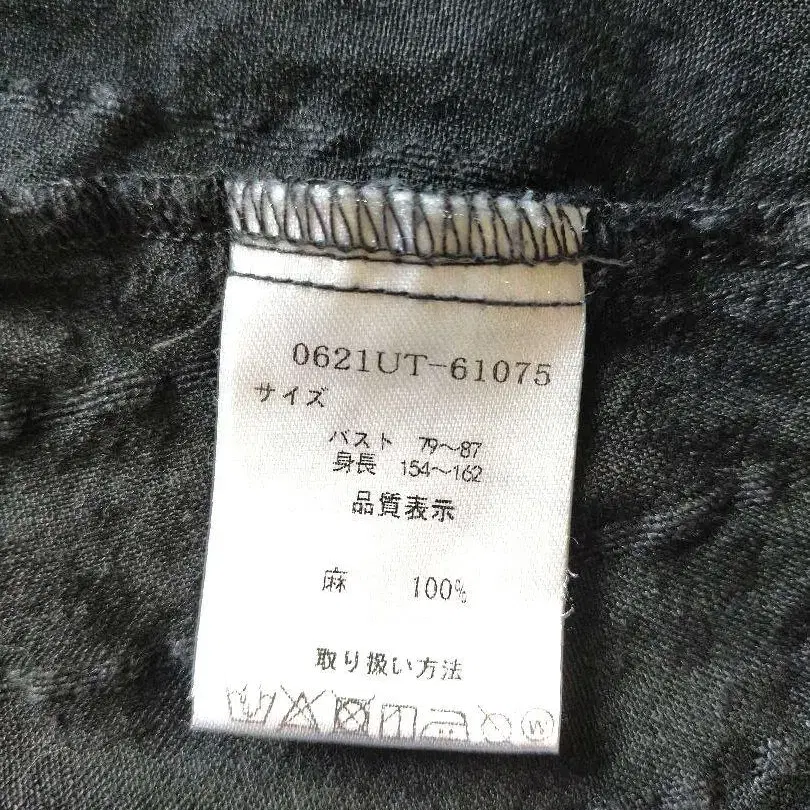 0621UT-61075
サイズ
バスト 79～87
身長 154～162
品質表示
麻 100%
取り扱い方法
W